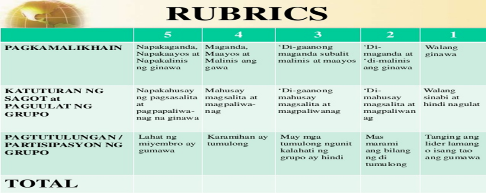 RUBRICS
5 4 3 2 1
PAGKAMALIKHAIN
Napakaganda,
Napakaayos at
Napakalinis
ng ginawa
Maganda,
Maayos at
Malinis ang
gawa
'Di-gaanong
maganda subalit
malinis at maayos
'Di-
maganda at
'di-malinis
ang ginawa
Walang
ginawa
KATUTURAN NG
SAGOT at
PAGUULAT NG
GRUPO
Napakahusay
ng pagsasalita
at
pagpapaliwa-
nag na ginawa
Mahusay
magsalita at
magpaliwa-
nag
'Di-gaanong
mahusay
magsalita at
magpaliwanag
'Di-
mahusay
magsalita at
magpaliwan
ag
Walang
sinabi at
hindi nagulat
PAGTUTULUNGAN /
PARTISIPASYON NG
GRUPO
Lahat ng
miyembro ay
gumawa
Karamihan ay
tumulong
May mga
tumulong ngunit
kalahati ng
grupo ay hindi
Mas
marami
ang bilang
ng di
tumulong
Tanging ang
lider lamang
o isang tao
ang gumawa
TOTAL